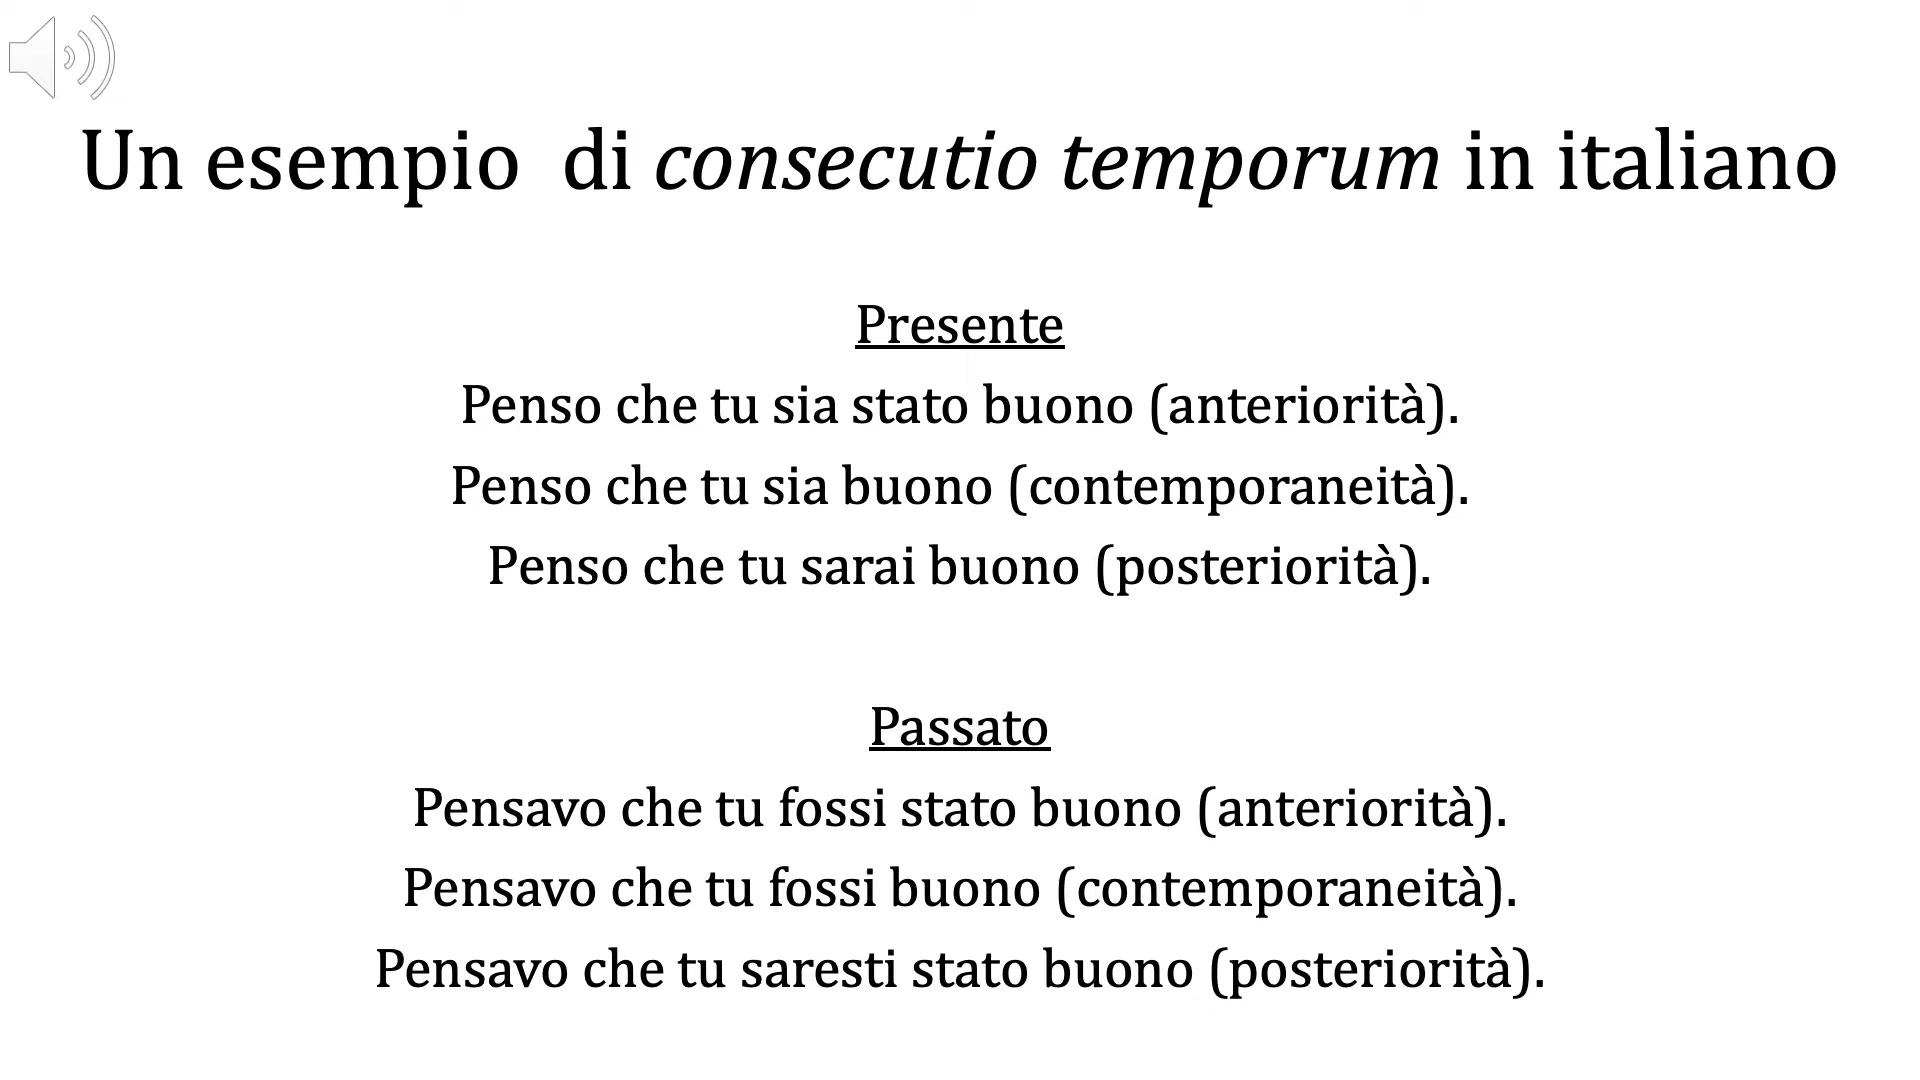 Un esempio  di consecutio temporum in italiano
Presente
Penso che tu sia stato buono (anteriorità).
Penso che tu sia buono (contemporaneità).
Penso che tu sarai buono (posteriorità).
Passato
Pensavo che tu fossi stato buono (anteriorità).
Pensavo che tu fossi buono (contemporaneità).
Pensavo che tu saresti stato buono (posteriorità).